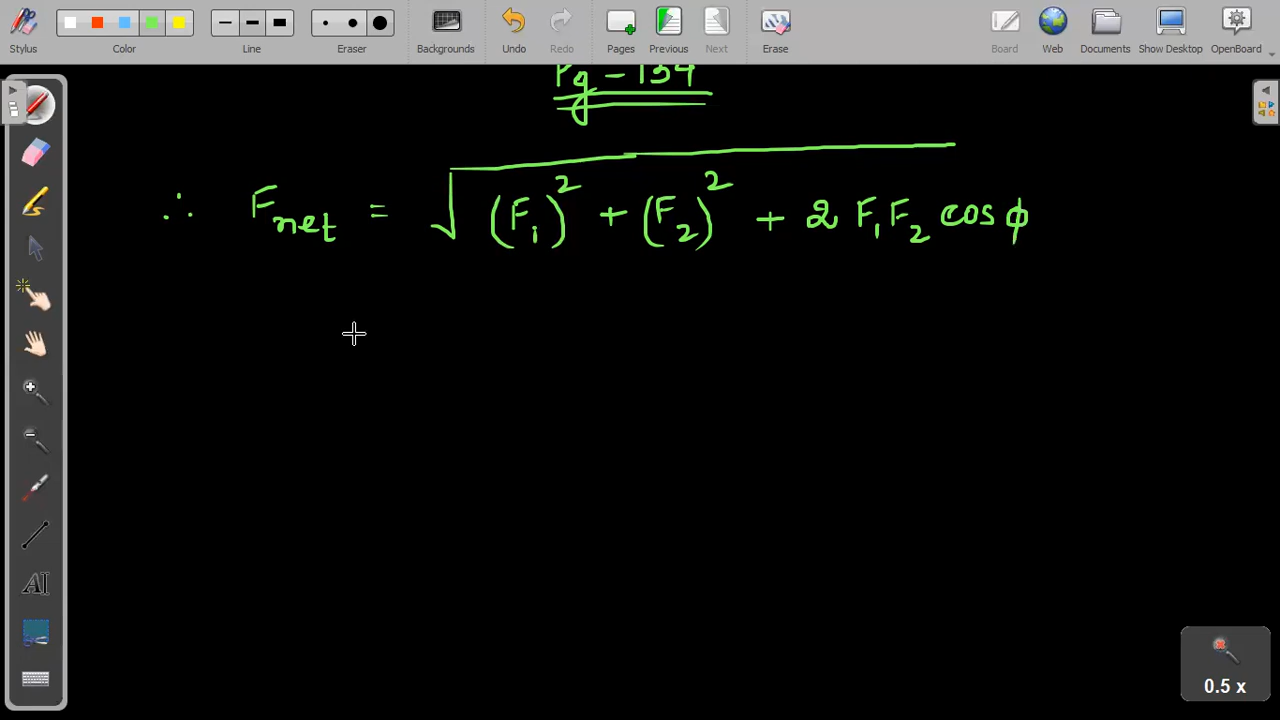 Stylus Color Line Eraser Backgrounds Undo Redo Pages Previous Next Erase Board Web Documents Show Desktop OpenBoard
Pg - 134
∴ F_net = √((F₁)² + (F₂)² + 2 F₁F₂ cos ϕ)
0.5 x